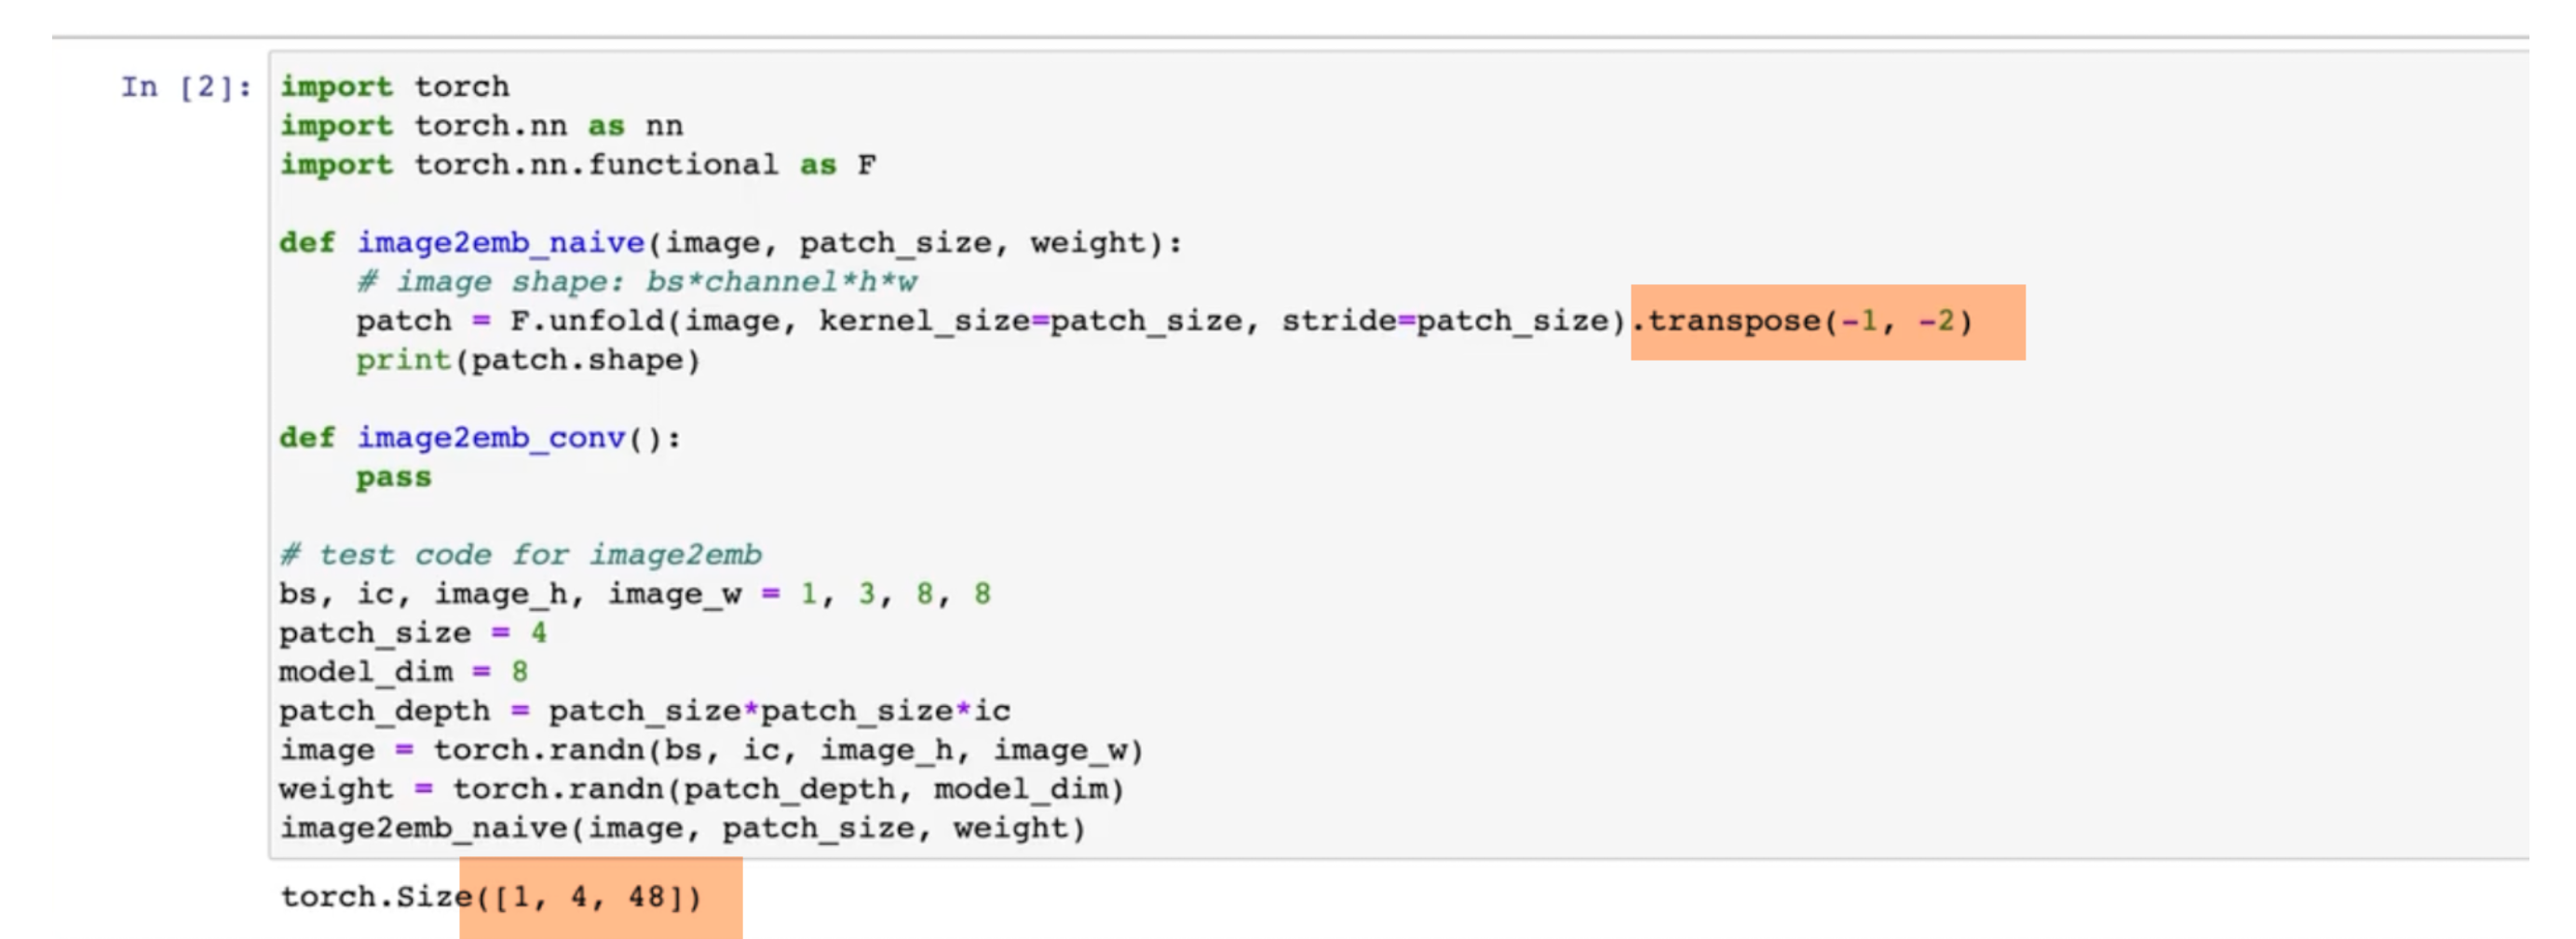 In [2]: import torch
import torch.nn as nn
import torch.nn.functional as F
def image2emb_naive(image, patch_size, weight):
# image shape: bs*channel*h*w
patch = F.unfold(image, kernel_size=patch_size, stride=patch_size).transpose(-1, -2)
print(patch.shape)
def image2emb_conv():
pass
# test code for image2emb
bs, ic, image_h, image_w = 1, 3, 8, 8
patch_size = 4
model_dim = 8
patch_depth = patch_size*patch_size*ic
image = torch.randn(bs, ic, image_h, image_w)
weight = torch.randn(patch_depth, model_dim)
image2emb_naive(image, patch_size, weight)
torch.Size([1, 4, 48])